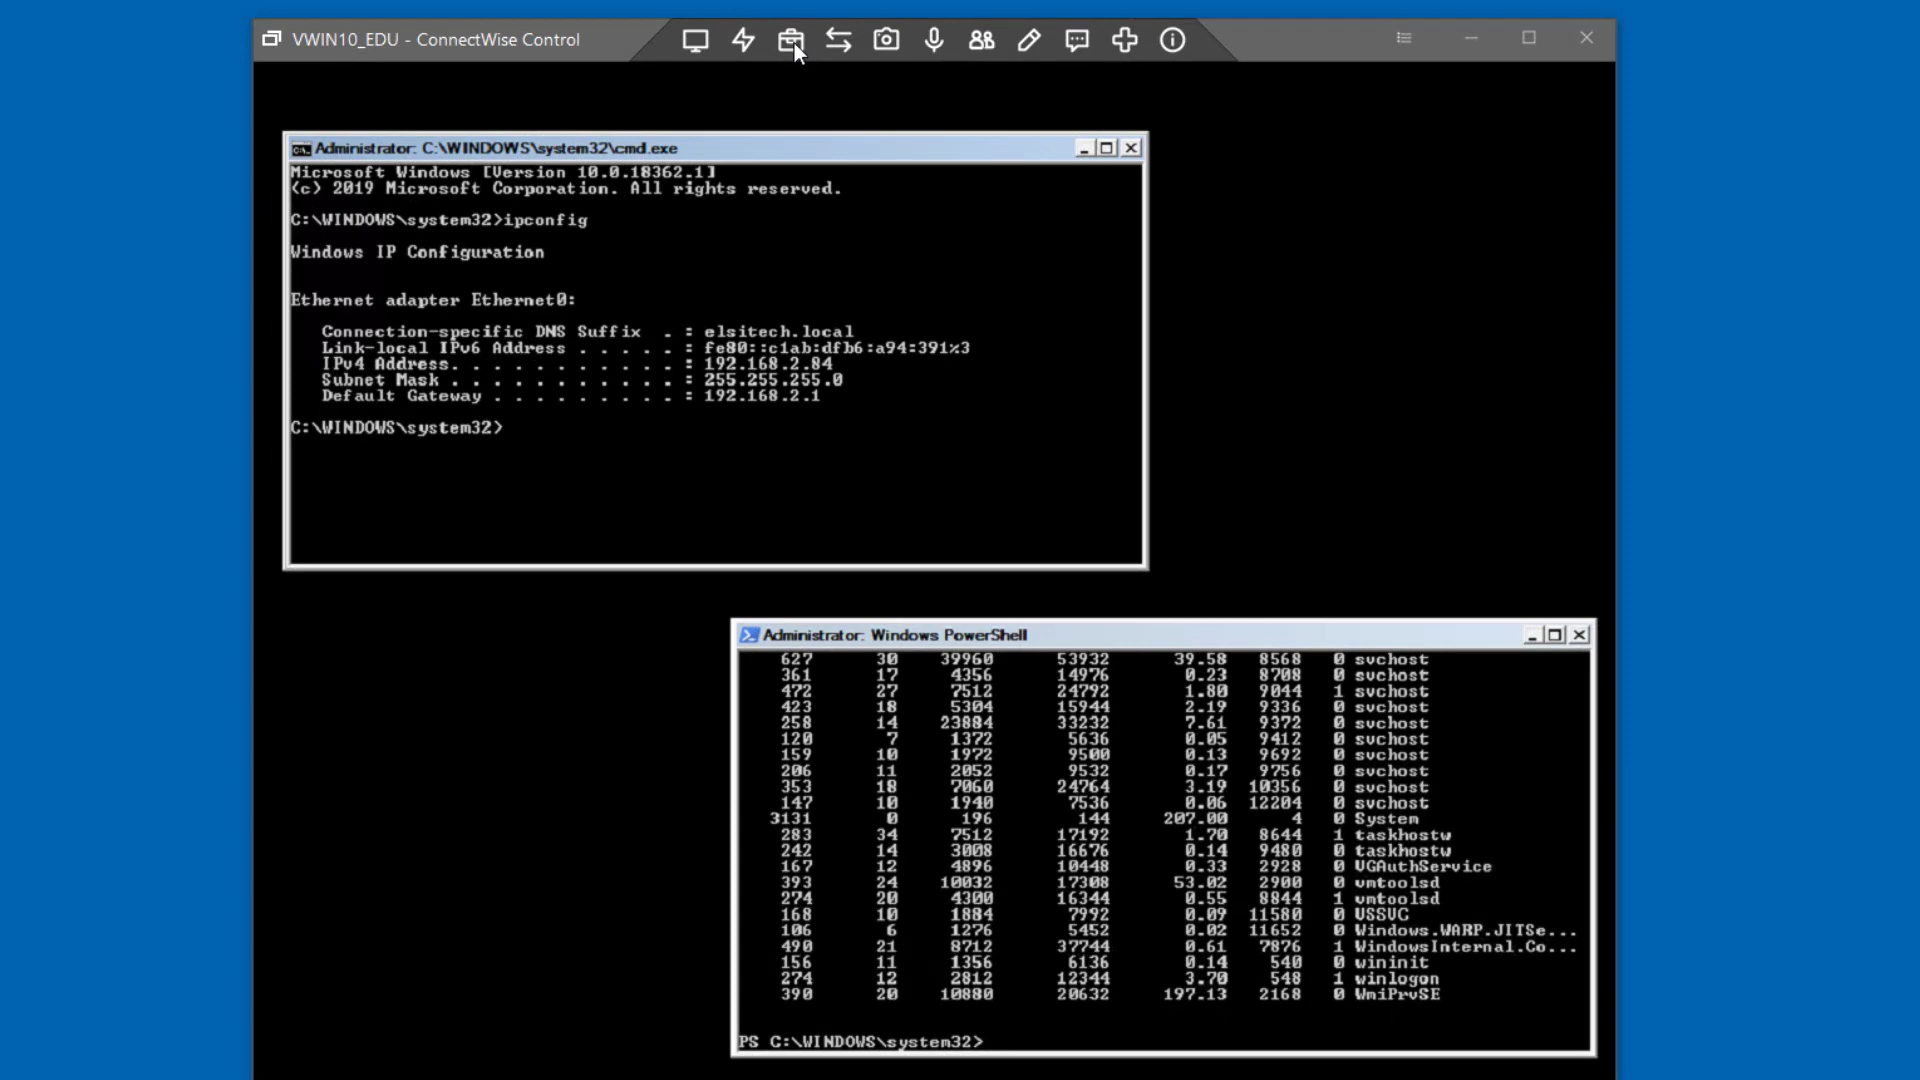 VWIN10_EDU - ConnectWise Control
Administrator: C:\WINDOWS\system32\cmd.exe
Microsoft Windows [Version 10.0.18362.1]
(c) 2019 Microsoft Corporation. All rights reserved.
C:\WINDOWS\system32>ipconfig
Windows IP Configuration
Ethernet adapter Ethernet0:
Connection-specific DNS Suffix  . : elsitech.local
Link-local IPv6 Address . . . . . : fe80::c1ab:dfb6:a94:391%3
IPv4 Address. . . . . . . . . . . : 192.168.2.84
Subnet Mask . . . . . . . . . . . : 255.255.255.0
Default Gateway . . . . . . . . . : 192.168.2.1
C:\WINDOWS\system32>
Administrator: Windows PowerShell
627 30 39960 53932 39.58 8568 0 svchost
361 17 4356 14976 0.23 8708 0 svchost
472 27 7512 24792 1.80 9044 1 svchost
423 18 5304 15944 2.19 9336 0 svchost
258 14 23884 33232 7.61 9372 0 svchost
120 7 1372 5636 0.05 9412 0 svchost
159 10 1972 9500 0.13 9692 0 svchost
206 11 2052 9532 0.17 9756 0 svchost
353 18 7060 24764 3.19 10356 0 svchost
147 10 1940 7536 0.06 12204 0 svchost
3131 0 196 144 207.00 4 0 System
283 34 7512 17192 1.70 8644 1 taskhostw
242 14 3008 16676 0.14 9480 0 taskhostw
167 12 4896 10448 0.33 2928 0 VGAuthService
393 24 10032 17308 53.02 2900 0 vmtoolsd
274 20 4300 16344 0.55 8844 1 vmtoolsd
168 10 1884 7992 0.09 11580 0 VSSVC
106 6 1276 5452 0.02 11652 0 Windows.WARP.JITSe...
490 21 8712 37744 0.61 7876 1 WindowsInternal.Co...
156 11 1356 6136 0.14 540 0 wininit
274 12 2812 12344 3.70 548 1 winlogon
390 20 10880 20632 197.13 2168 0 WmiPrvSE
PS C:\WINDOWS\system32>